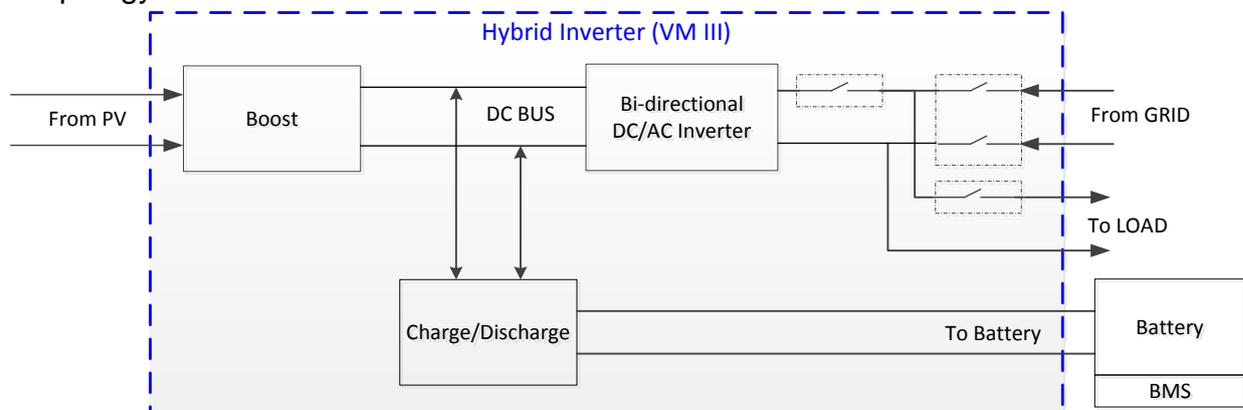 Hybrid Inverter (VM III)
From PV
Boost
DC BUS
Bi-directional
DC/AC Inverter
From GRID
To LOAD
Charge/Discharge
To Battery
Battery
BMS